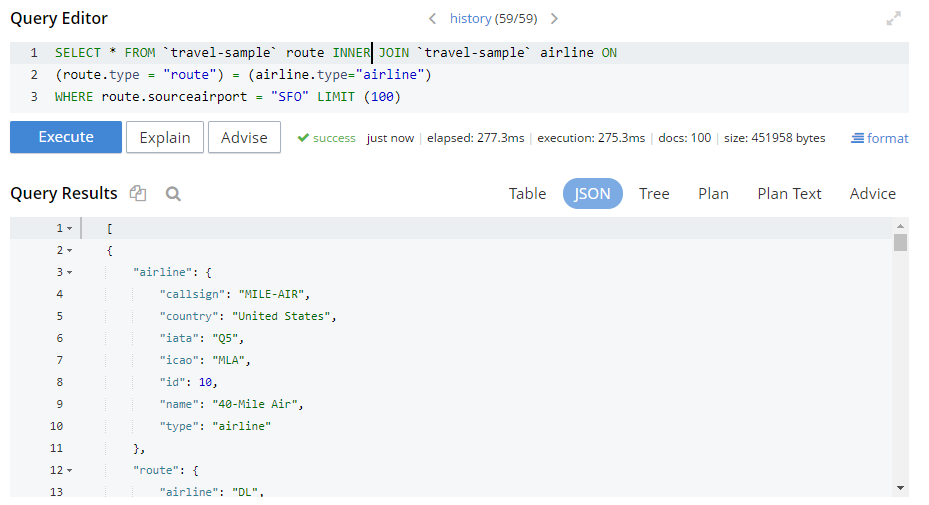 Query Editor
history (59/59)
1 SELECT * FROM `travel-sample` route INNER JOIN `travel-sample` airline ON
2 (route.type = "route") = (airline.type="airline")
3 WHERE route.sourceairport = "SFO" LIMIT (100)
Execute Explain Advise success just now | elapsed: 277.3ms | execution: 275.3ms | docs: 100 | size: 451958 bytes format
Query Results Table JSON Tree Plan Plan Text Advice
1 [
2 {
3 "airline": {
4 "callsign": "MILE-AIR",
5 "country": "United States",
6 "iata": "Q5",
7 "icao": "MLA",
8 "id": 10,
9 "name": "40-Mile Air",
10 "type": "airline"
11 },
12 "route": {
13 "airline": "DL",